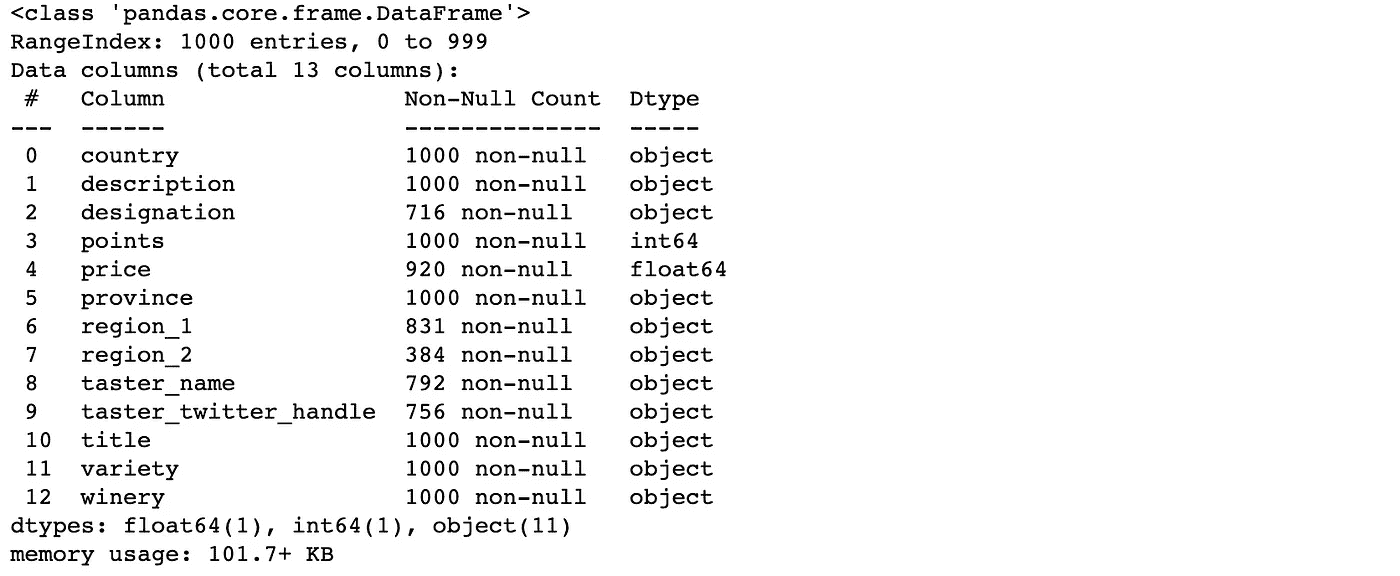 <class 'pandas.core.frame.DataFrame'>
RangeIndex: 1000 entries, 0 to 999
Data columns (total 13 columns):
 #   Column                 Non-Null Count  Dtype
---  ------                 --------------  -----
 0   country                1000 non-null   object
 1   description            1000 non-null   object
 2   designation            716 non-null    object
 3   points                 1000 non-null   int64
 4   price                  920 non-null    float64
 5   province               1000 non-null   object
 6   region_1               831 non-null    object
 7   region_2               384 non-null    object
 8   taster_name            792 non-null    object
 9   taster_twitter_handle  756 non-null    object
 10  title                  1000 non-null   object
 11  variety                1000 non-null   object
 12  winery                 1000 non-null   object
dtypes: float64(1), int64(1), object(11)
memory usage: 101.7+ KB